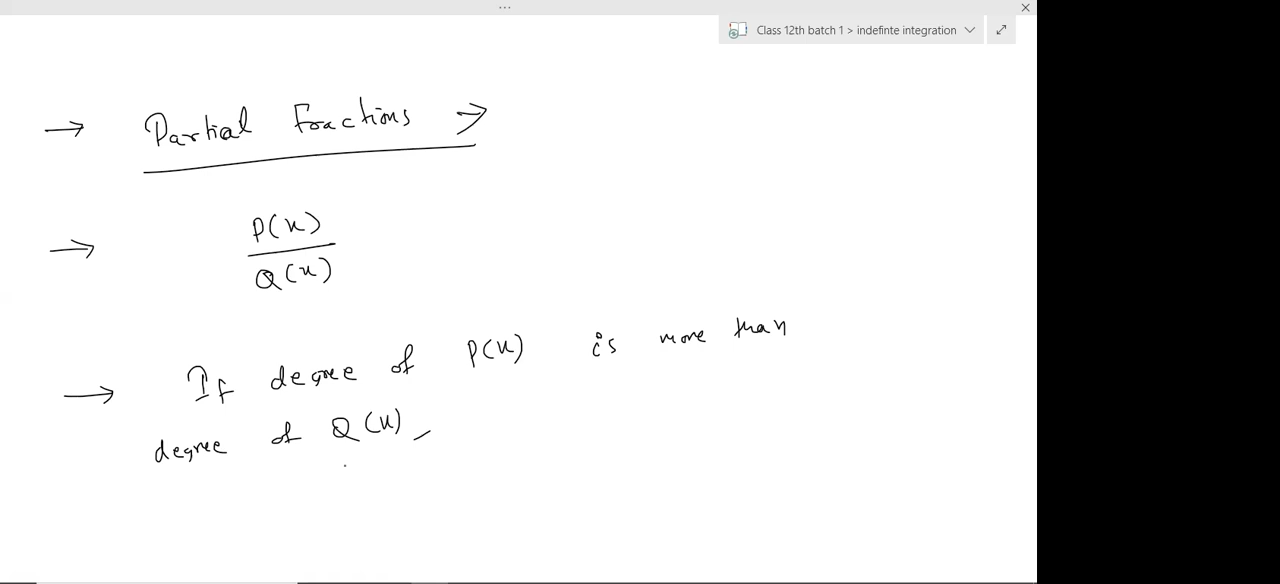 Class 12th batch 1 > indefinte integration
→ Partial Fractions →
→ P(x)
Q(x)
→ If degree of P(x) is more than
degree of Q(x),